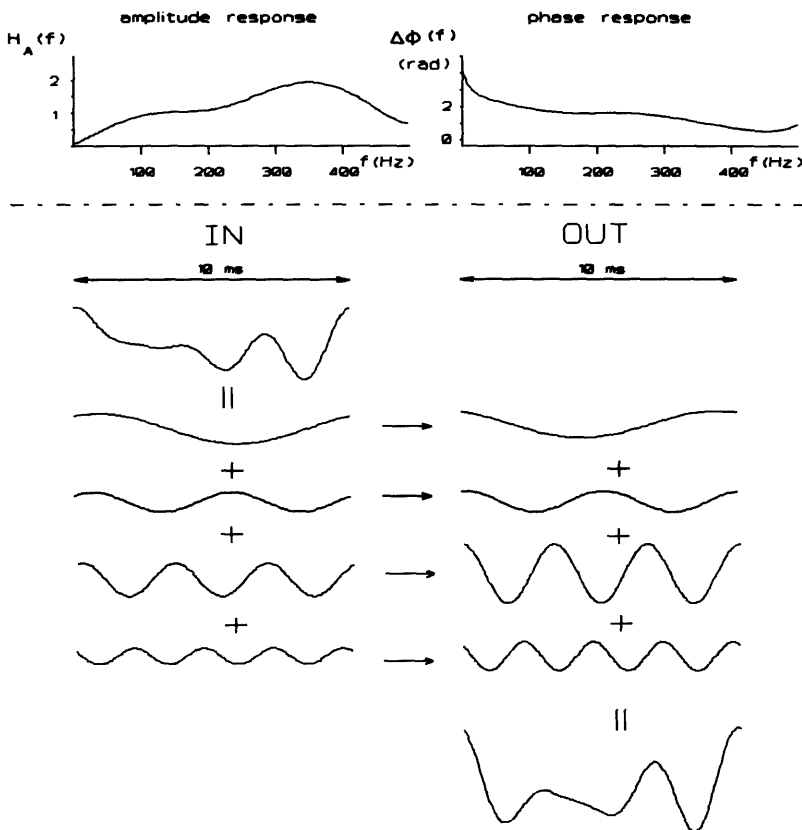 amplitude response
H_A(f)
2
1
100 200 300 400 f(Hz)
phase response
ΔΦ(f)
(rad)
2
0
100 200 300 400 f(Hz)
IN
10 ms
OUT
10 ms
||
+
+
+
+
+
+
||